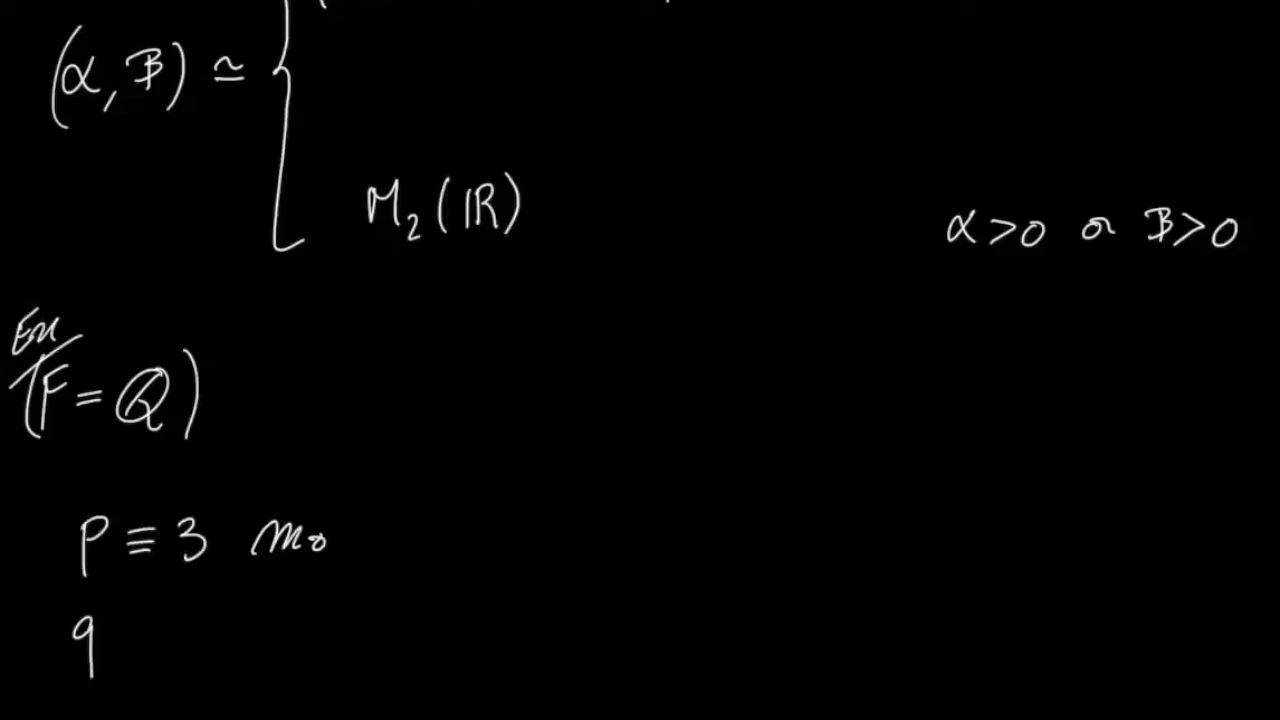 (α, β) ≃ {
M₂(ℝ)
α>0 or β>0
Ex
(F = ℚ)
p ≡ 3 mo
q